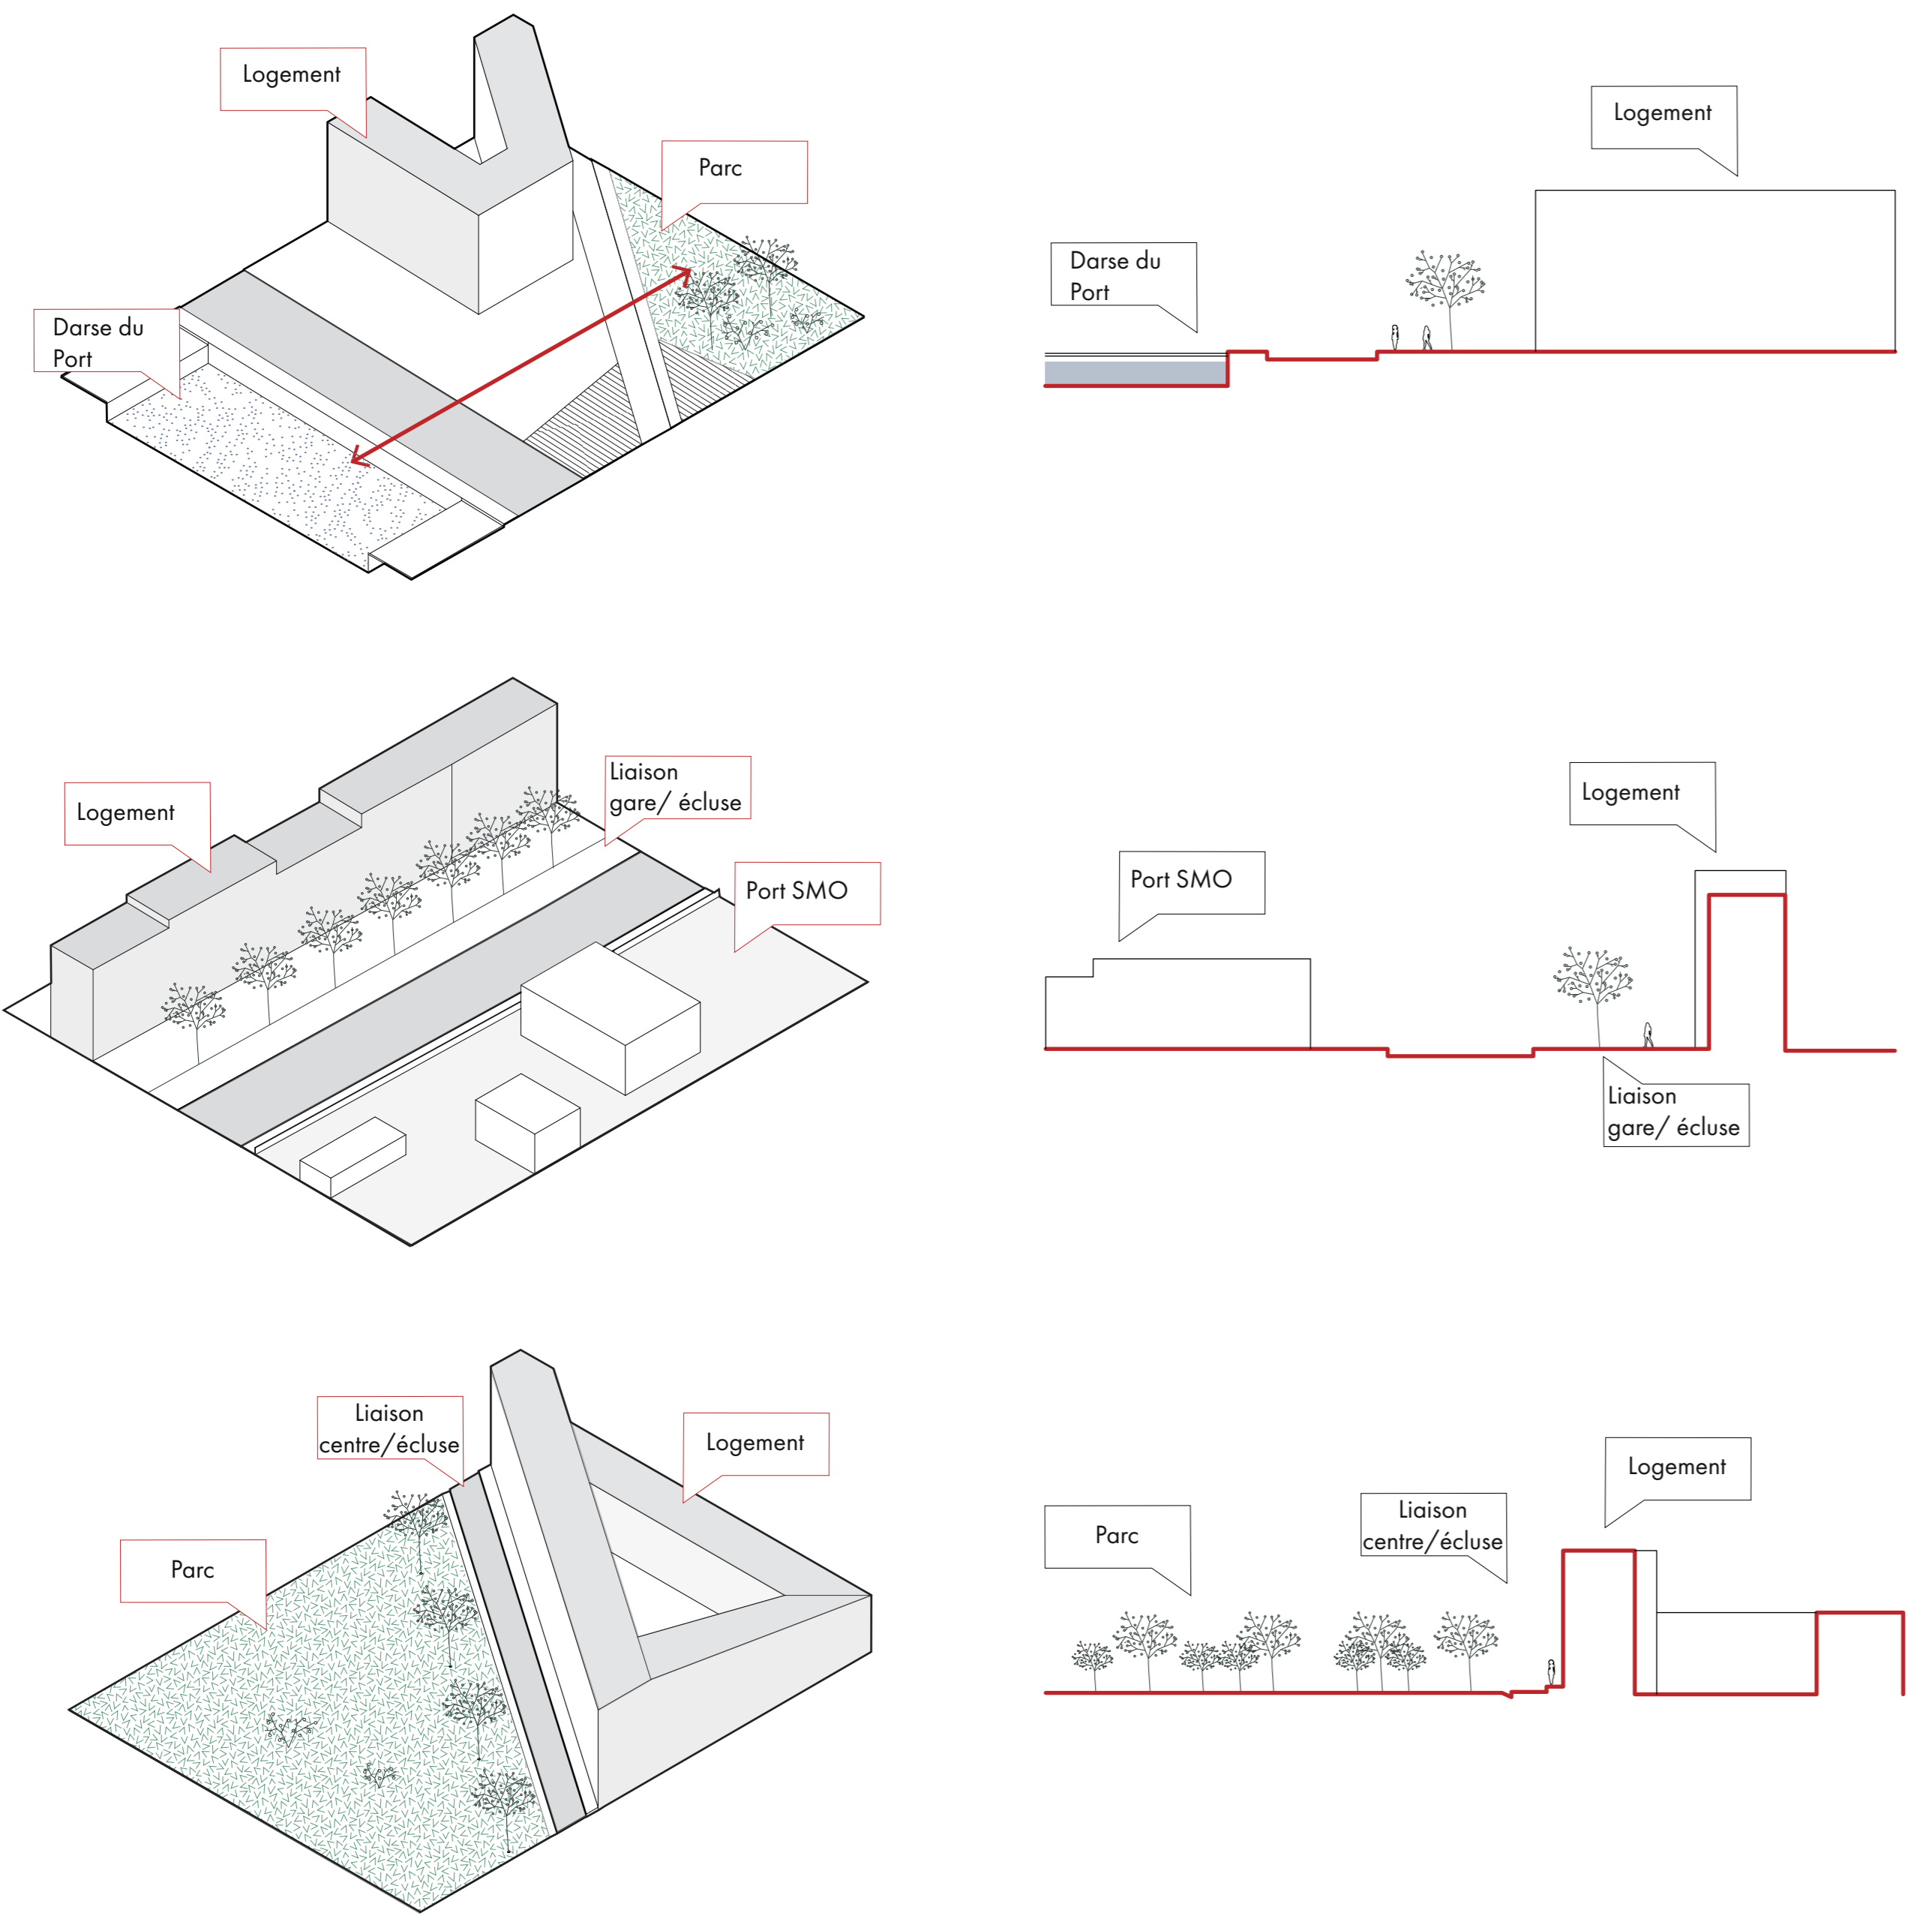 Logement
Parc
Darse du
Port
Logement
Darse du
Port
Logement
Liaison
gare/ écluse
Port SMO
Logement
Port SMO
Liaison
gare/ écluse
Liaison
centre/écluse
Logement
Parc
Logement
Liaison
centre/écluse
Parc